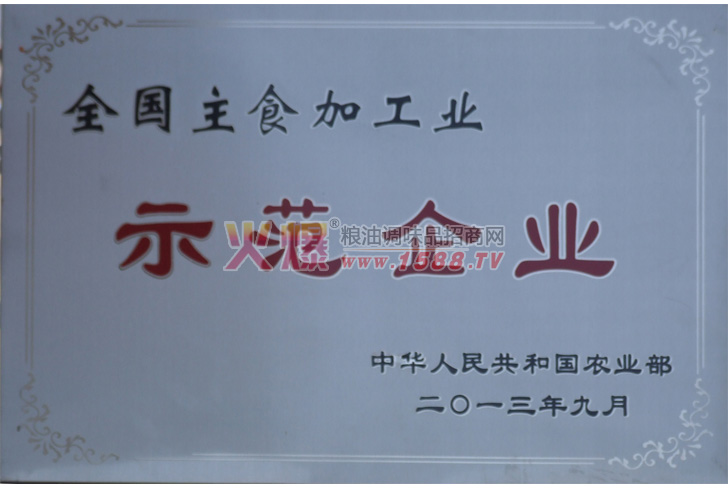 全国主食加工业
示范企业
火爆®粮油调味品招商网
www.1588.TV
中华人民共和国农业部
二〇一三年九月